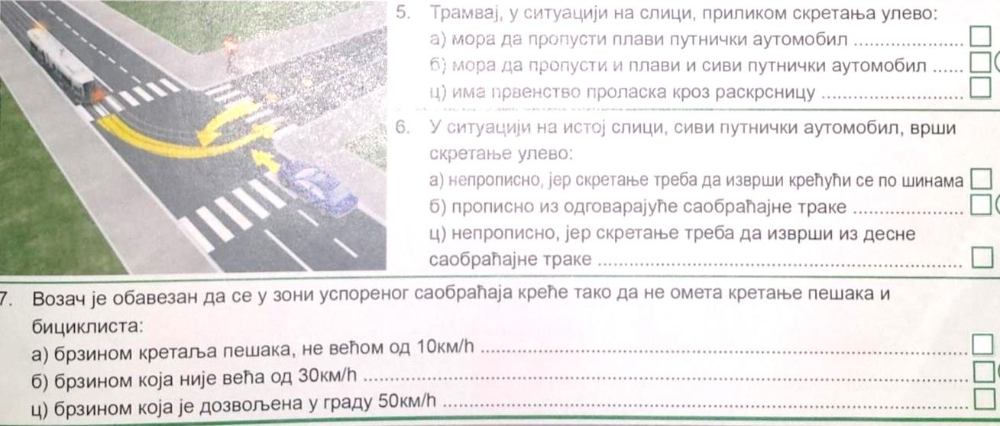 5. Трамвај, у ситуацији на слици, приликом скретања улево:
а) мора да пропусти плави путнички аутомобил ....................
б) мора да пропусти и плави и сиви путнички аутомобил ......
ц) има првенство проласка кроз раскрсницу ..........................
6. У ситуацији на истој слици, сиви путнички аутомобил, врши
скретање улево:
а) непрописно, јер скретање треба да изврши крећући се по шинама
б) прописно из одговарајуће саобраћајне траке ....................
ц) непрописно, јер скретање треба да изврши из десне
саобраћајне траке ..................................................................
7. Возач је обавезан да се у зони успореног саобраћаја креће тако да не омета кретање пешака и
бициклиста:
а) брзином кретаља пешака, не већом од 10км/h ..........................................................................
б) брзином која није већа од 30км/h ..........................................................................................
ц) брзином која је дозвољена у граду 50км/h ................................................................................